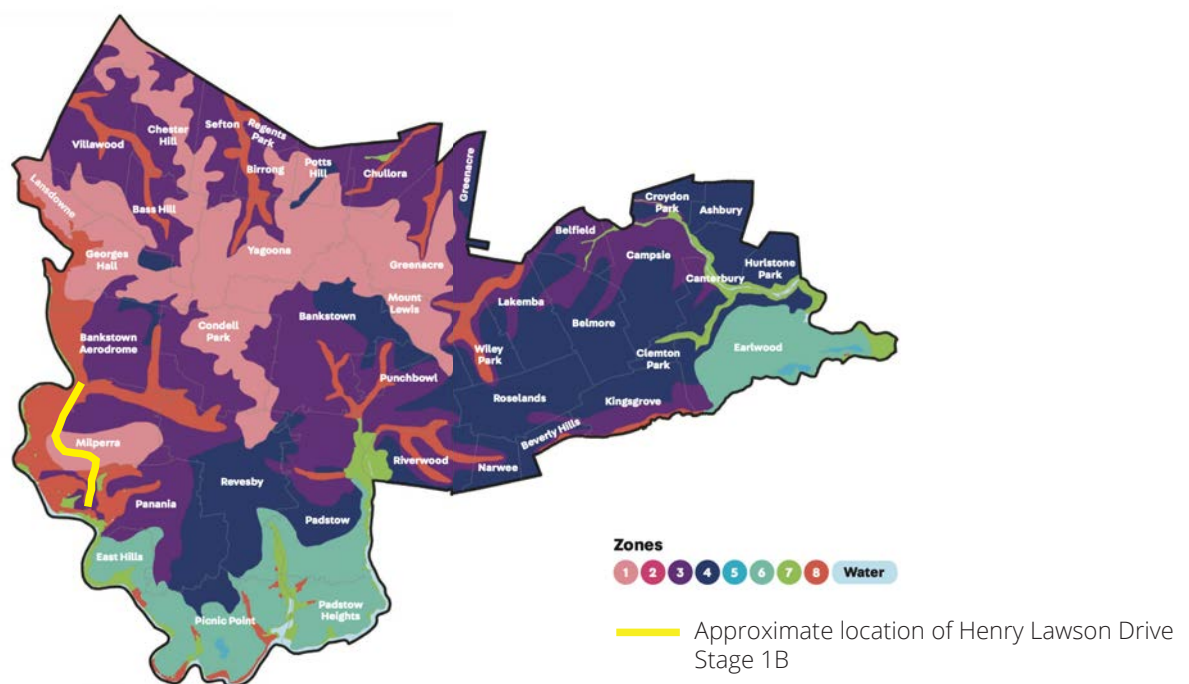 Villawood
Chester
Hill
Sefton
Regents
Park
Birrong
Potts
Hill
Chullora
Greenacre
Lansdowne
Bass Hill
Georges
Hall
Yagoona
Greenacre
Belfield
Croydon
Park
Ashbury
Campsie
Canterbury
Hurlstone
Park
Mount
Lewis
Bankstown
Lakemba
Bankstown
Aerodrome
Condell
Park
Belmore
Wiley
Park
Clemton
Park
Earlwood
Punchbowl
Roselands
Kingsgrove
Beverly Hills
Milperra
Riverwood
Narwee
Revesby
Panania
Padstow
East Hills
Picnic Point
Padstow
Heights
Zones
1 2 3 4 5 6 7 8 Water
Approximate location of Henry Lawson Drive
Stage 1B